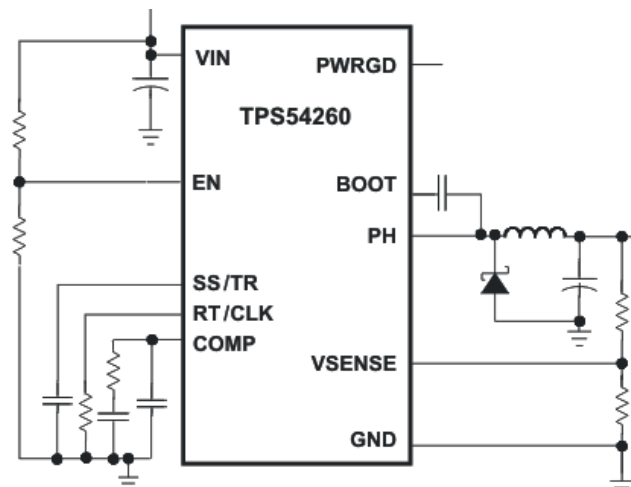 VIN
PWRGD
TPS54260
EN
BOOT
PH
SS/TR
RT/CLK
COMP
VSENSE
GND